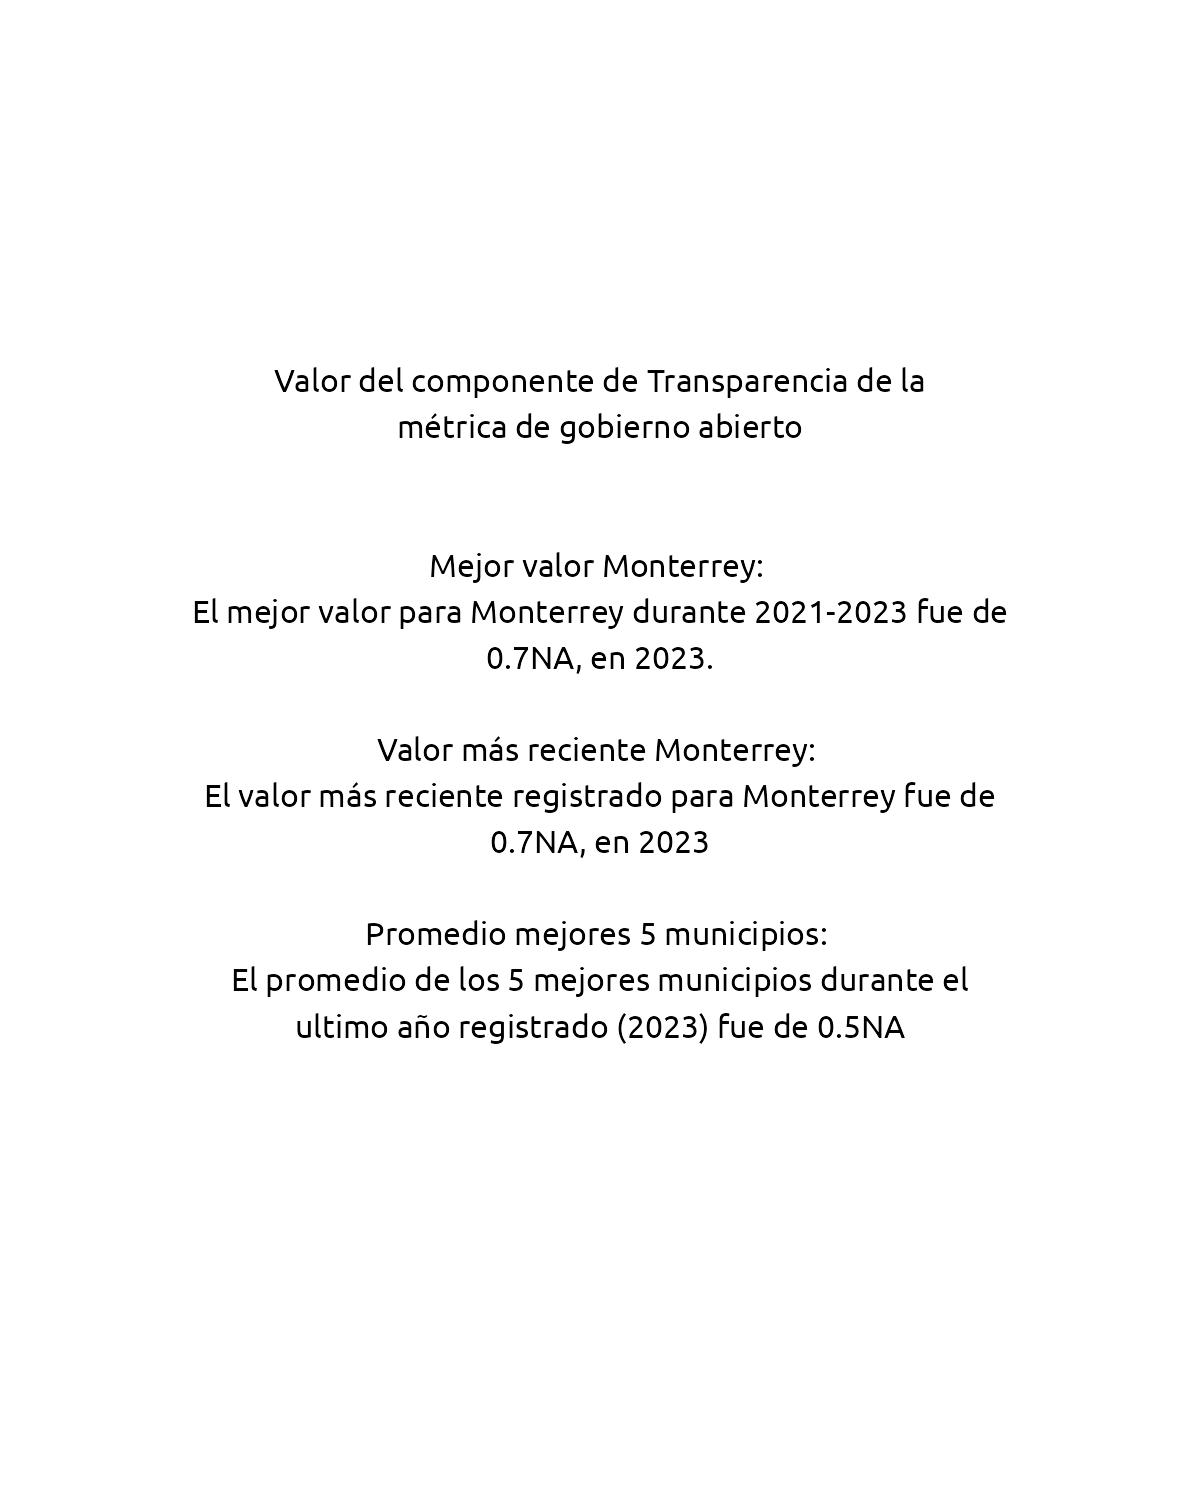 Valor del componente de Transparencia de la
métrica de gobierno abierto
Mejor valor Monterrey:
El mejor valor para Monterrey durante 2021-2023 fue de
0.7NA, en 2023.
Valor más reciente Monterrey:
El valor más reciente registrado para Monterrey fue de
0.7NA, en 2023
Promedio mejores 5 municipios:
El promedio de los 5 mejores municipios durante el
ultimo año registrado (2023) fue de 0.5NA